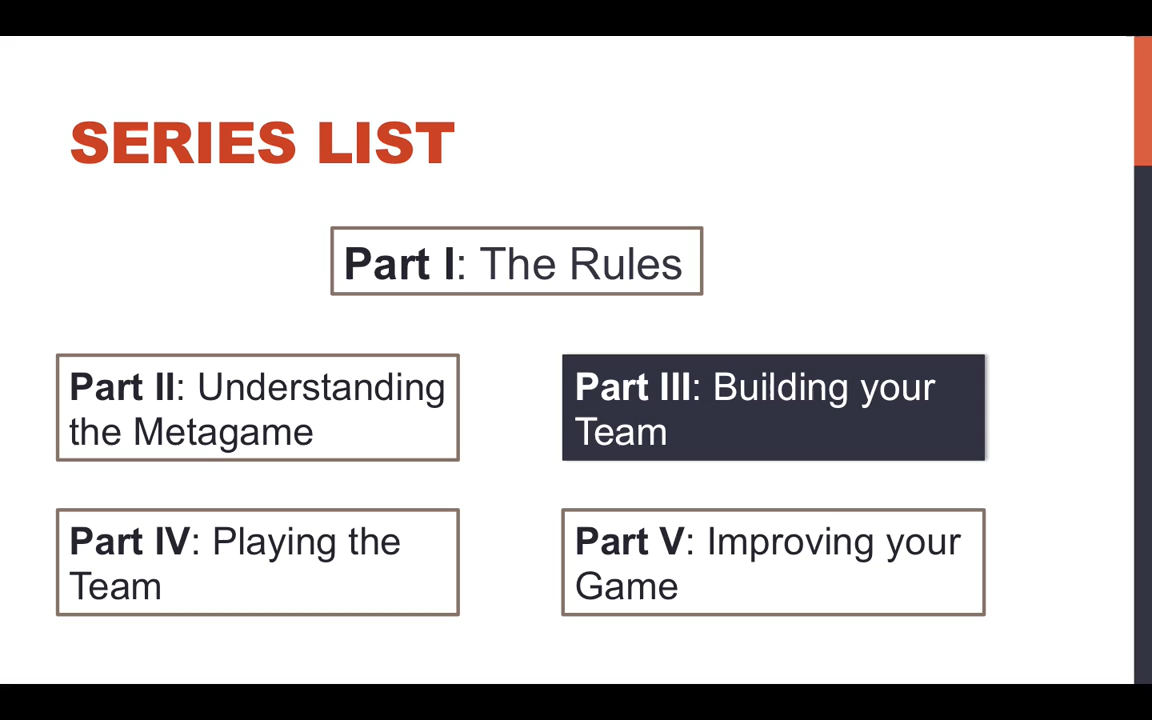 SERIES LIST
Part I: The Rules
Part II: Understanding
the Metagame
Part III: Building your
Team
Part IV: Playing the
Team
Part V: Improving your
Game